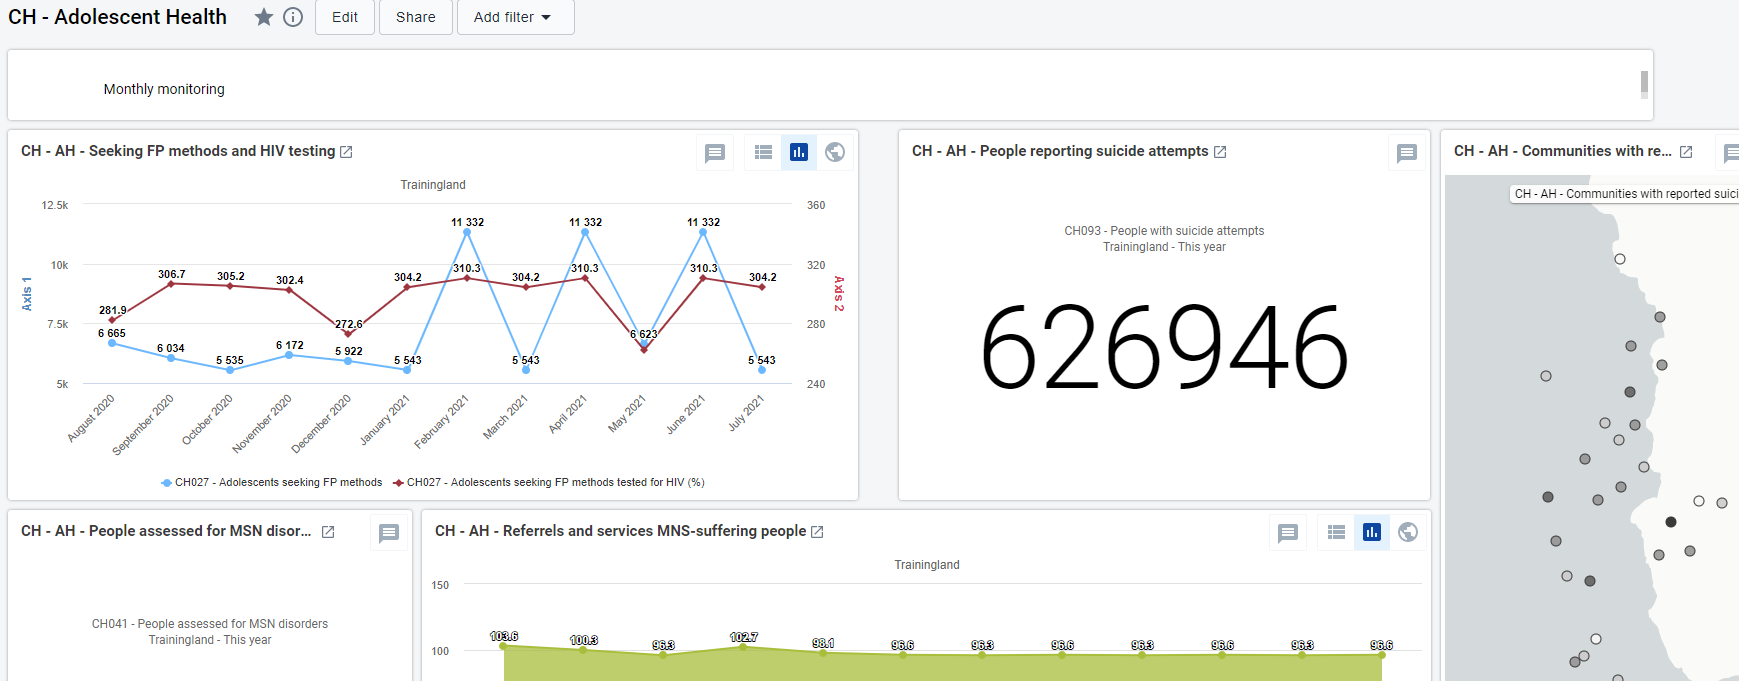 CH - Adolescent Health
Edit
Share
Add filter
Monthly monitoring
CH - AH - Seeking FP methods and HIV testing
Trainingland
12.5k
10k
7.5k
5k
Axis 1
360
320
280
240
Axis 2
11 332
11 332
11 332
306.7
305.2
302.4
304.2
310.3
304.2
310.3
310.3
304.2
281.9
272.6
6 665
6 034
5 535
6 172
5 922
5 543
5 543
6 623
5 543
August 2020
September 2020
October 2020
November 2020
December 2020
January 2021
February 2021
March 2021
April 2021
May 2021
June 2021
July 2021
CH027 - Adolescents seeking FP methods
CH027 - Adolescents seeking FP methods tested for HIV (%)
CH - AH - People reporting suicide attempts
CH093 - People with suicide attempts
Trainingland - This year
626946
CH - AH - Communities with re...
CH - AH - Communities with reported suici
CH - AH - People assessed for MSN disor...
CH041 - People assessed for MSN disorders
Trainingland - This year
CH - AH - Referrels and services MNS-suffering people
Trainingland
150
100
103.6
100.3
96.3
102.7
98.1
96.6
96.3
96.6
96.3
96.6
96.3
96.6